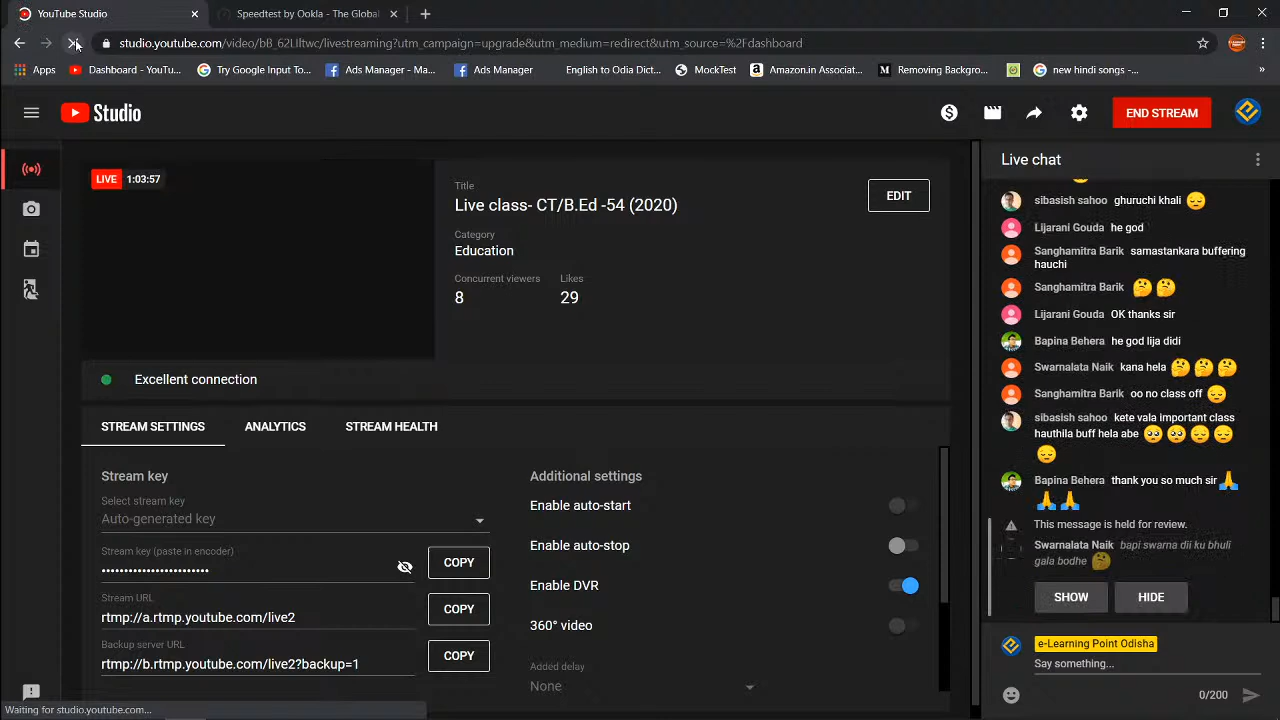 YouTube Studio
Speedtest by Ookla - The Global
studio.youtube.com/video/bB_62LIltwc/livestreaming?utm_campaign=upgrade&utm_medium=redirect&utm_source=%2Fdashboard
Apps
Dashboard - YouTu...
Try Google Input To...
Ads Manager - Ma...
Ads Manager
English to Odia Dict...
MockTest
Amazon.in Associat...
Removing Backgro...
new hindi songs -...
Studio
END STREAM
LIVE 1:03:57
Title
Live class- CT/B.Ed -54 (2020)
EDIT
Category
Education
Concurrent viewers
Likes
8
29
Excellent connection
STREAM SETTINGS
ANALYTICS
STREAM HEALTH
Stream key
Select stream key
Auto-generated key
Stream key (paste in encoder)
COPY
Stream URL
rtmp://a.rtmp.youtube.com/live2
COPY
Backup server URL
rtmp://b.rtmp.youtube.com/live2?backup=1
COPY
Additional settings
Enable auto-start
Enable auto-stop
Enable DVR
360° video
Added delay
None
Live chat
sibasish sahoo ghuruchi khali
Lijarani Gouda he god
Sanghamitra Barik samastankara buffering
hauchi
Sanghamitra Barik
Lijarani Gouda OK thanks sir
Bapina Behera he god lija didi
Swarnalata Naik kana hela
Sanghamitra Barik oo no class off
sibasish sahoo kete vala important class
hauthila buff hela abe
Bapina Behera thank you so much sir
This message is held for review.
Swarnalata Naik bapi swarna dii ku bhuli
gala bodhe
SHOW
HIDE
e-Learning Point Odisha
Say something...
0/200
Waiting for studio.youtube.com...